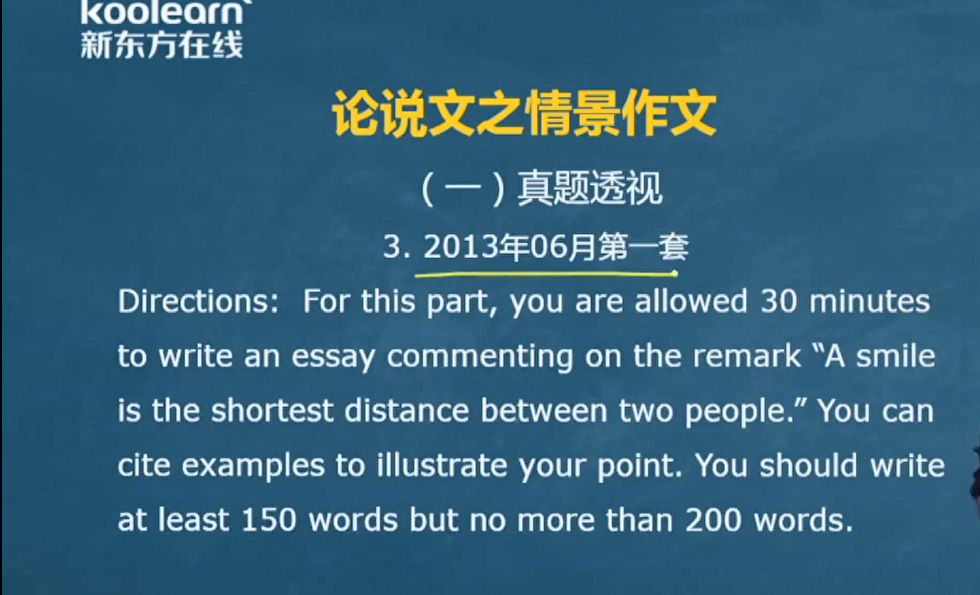 koolearn
新东方在线
论说文之情景作文
（一）真题透视
3. 2013年06月第一套
Directions:  For this part, you are allowed 30 minutes
to write an essay commenting on the remark “A smile
is the shortest distance between two people.” You can
cite examples to illustrate your point. You should write
at least 150 words but no more than 200 words.